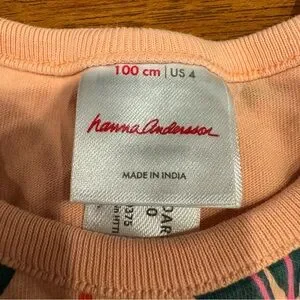 100 cm | US 4
hanna andersson
MADE IN INDIA